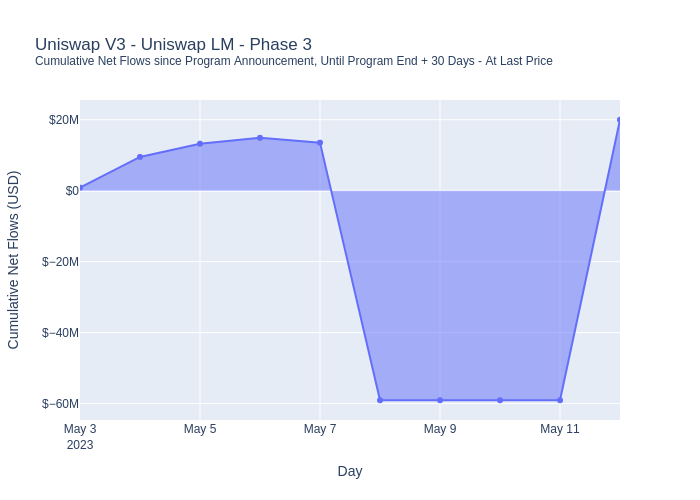 Uniswap V3 - Uniswap LM - Phase 3
Cumulative Net Flows since Program Announcement, Until Program End + 30 Days - At Last Price
Cumulative Net Flows (USD)
$20M
$0
$−20M
$−40M
$−60M
May 3
2023
May 5
May 7
May 9
May 11
Day